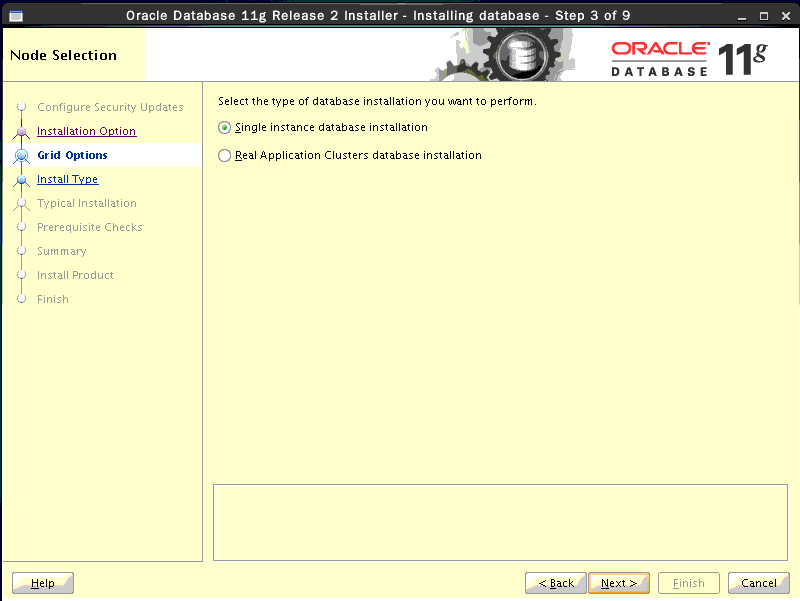 Oracle Database 11g Release 2 Installer - Installing database - Step 3 of 9
Node Selection
ORACLE
DATABASE
11g
Configure Security Updates
Installation Option
Grid Options
Install Type
Typical Installation
Prerequisite Checks
Summary
Install Product
Finish
Select the type of database installation you want to perform.
Single instance database installation
Real Application Clusters database installation
Help
< Back
Next >
Finish
Cancel